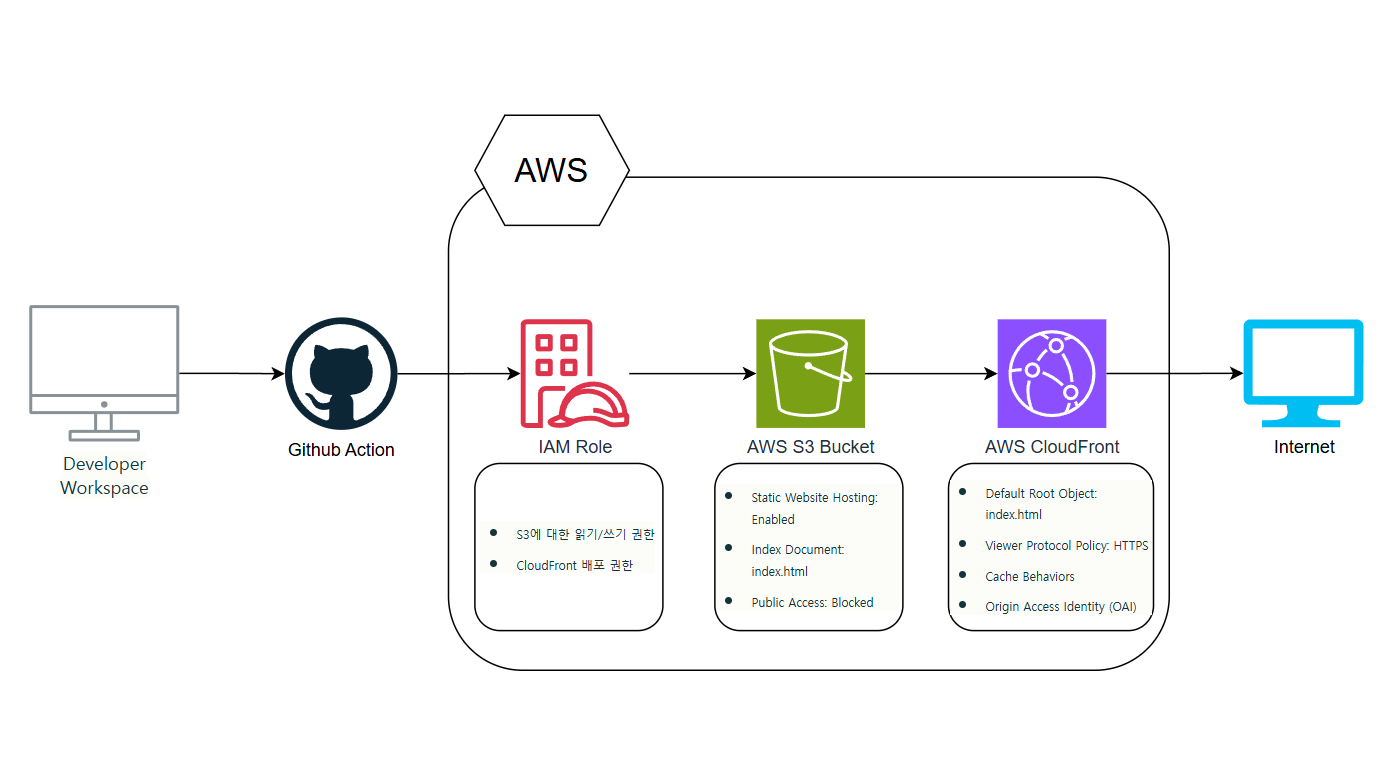 AWS
Developer
Workspace
Github Action
IAM Role
S3에 대한 읽기/쓰기 권한
CloudFront 배포 권한
AWS S3 Bucket
Static Website Hosting:
Enabled
Index Document:
index.html
Public Access: Blocked
AWS CloudFront
Default Root Object:
index.html
Viewer Protocol Policy: HTTPS
Cache Behaviors
Origin Access Identity (OAI)
Internet